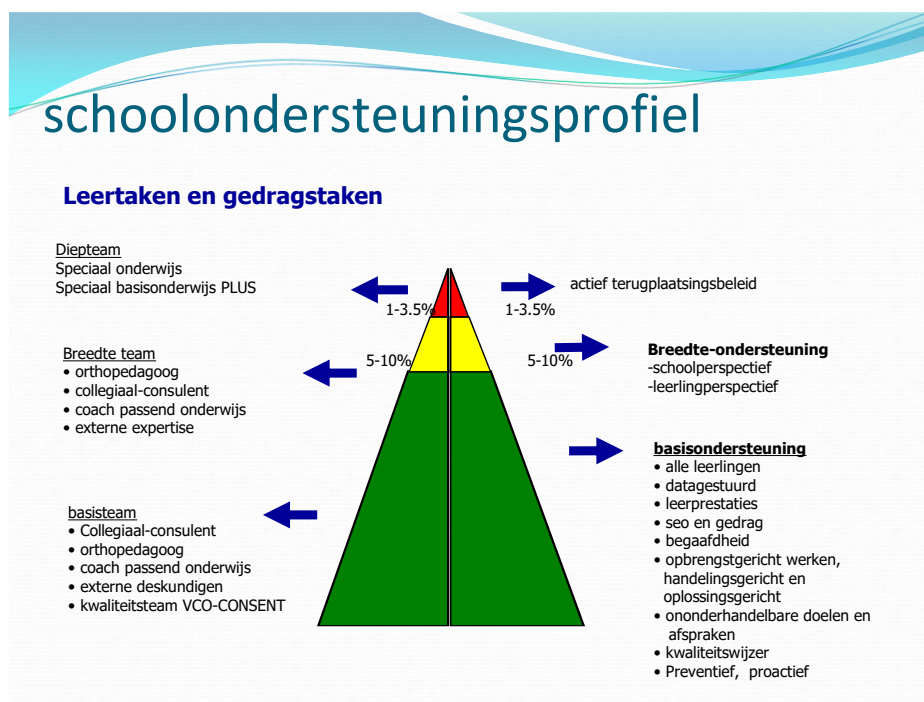 schoolondersteuningsprofiel
Leertaken en gedragstaken
Diepteam
Speciaal onderwijs
Speciaal basisonderwijs PLUS
1-3.5%
1-3.5%
actief terugplaatsingsbeleid
Breedte team
• orthopedagoog
• collegiaal-consulent
• coach passend onderwijs
• externe expertise
5-10%
5-10%
Breedte-ondersteuning
-schoolperspectief
-leerlingperspectief
basisteam
• Collegiaal-consulent
• orthopedagoog
• coach passend onderwijs
• externe deskundigen
• kwaliteitsteam VCO-CONSENT
basisondersteuning
• alle leerlingen
• datagestuurd
• leerprestaties
• seo en gedrag
• begaafdheid
• opbrengstgericht werken,
handelingsgericht en
oplossingsgericht
• ononderhandelbare doelen en
afspraken
• kwaliteitswijzer
• Preventief, proactief